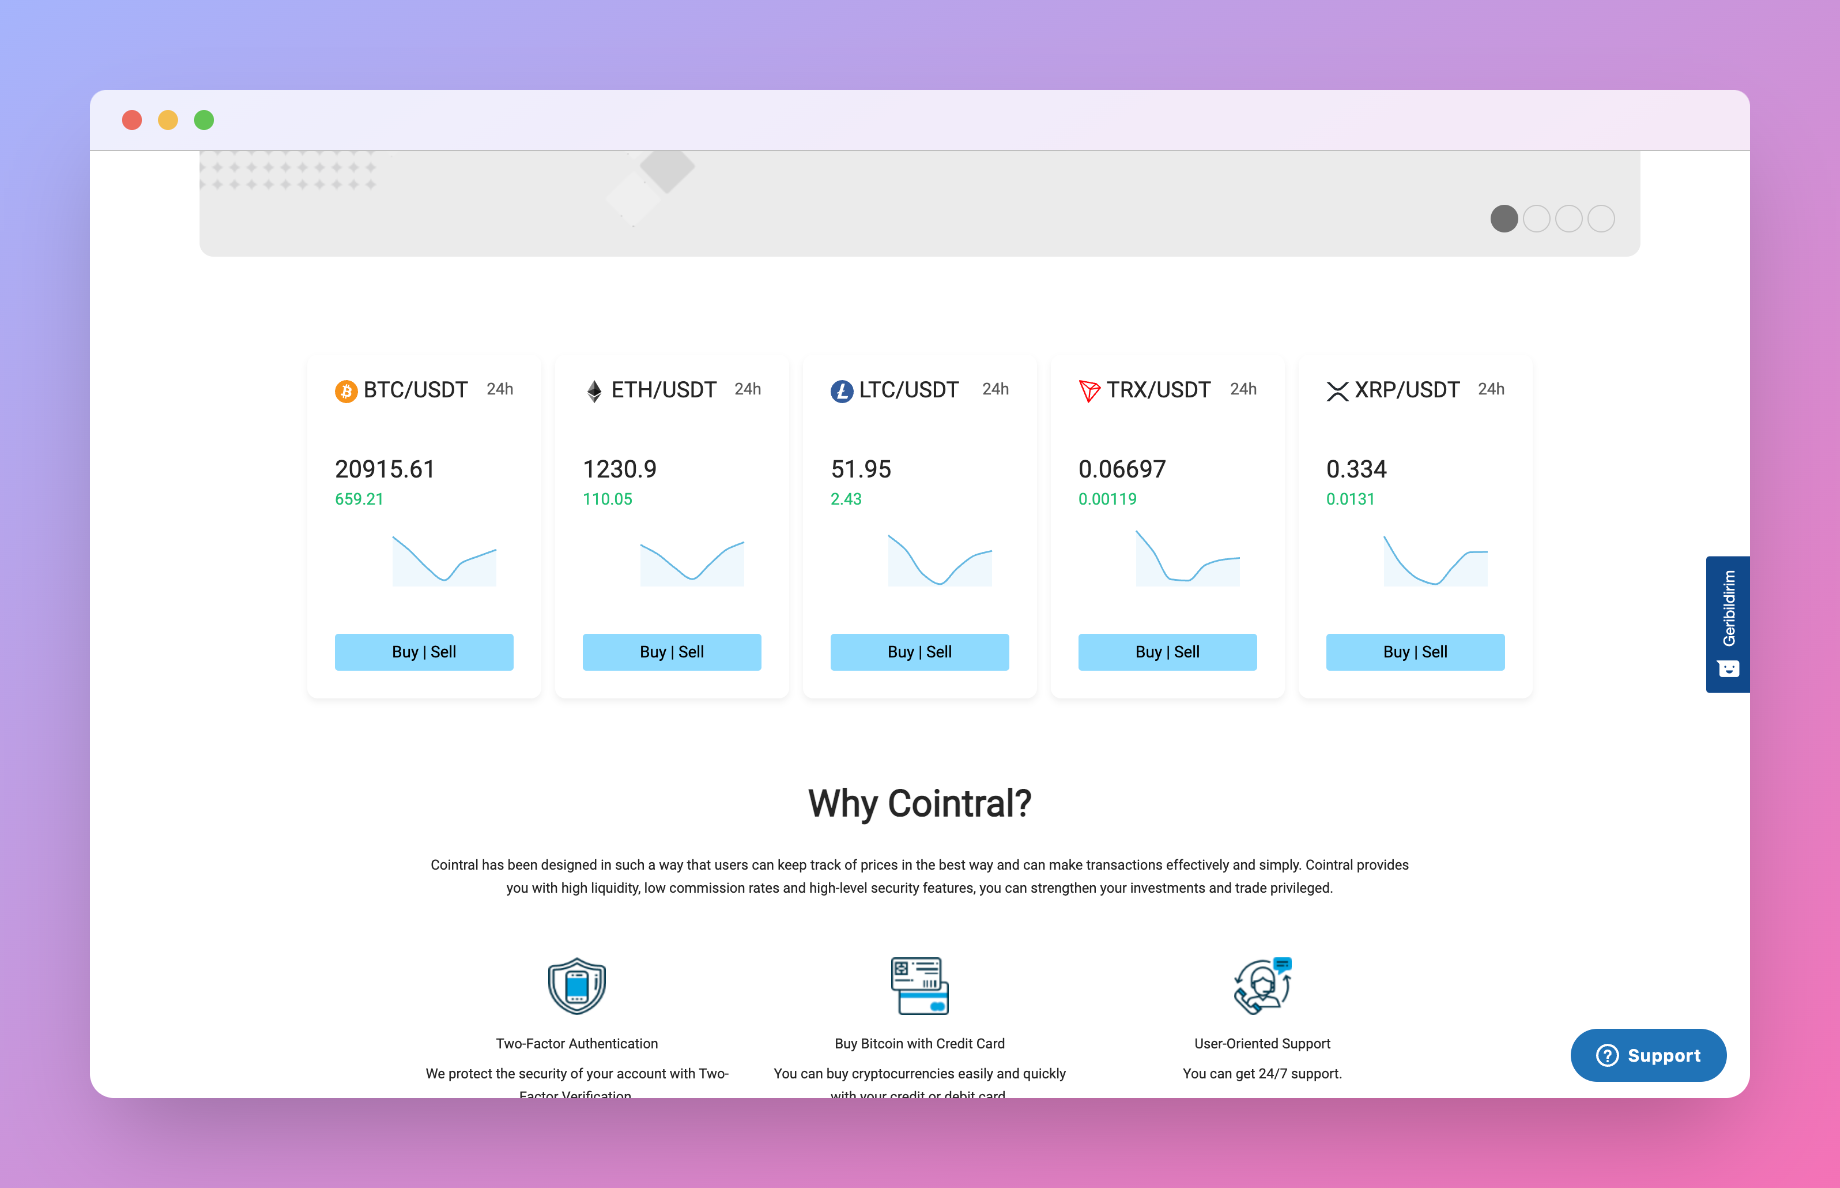 BTC/USDT 24h
20915.61
659.21
Buy | Sell
ETH/USDT 24h
1230.9
110.05
Buy | Sell
LTC/USDT 24h
51.95
2.43
Buy | Sell
TRX/USDT 24h
0.06697
0.00119
Buy | Sell
XRP/USDT 24h
0.334
0.0131
Buy | Sell
Geribildirim
Why Cointral?
Cointral has been designed in such a way that users can keep track of prices in the best way and can make transactions effectively and simply. Cointral provides
you with high liquidity, low commission rates and high-level security features, you can strengthen your investments and trade privileged.
Two-Factor Authentication
We protect the security of your account with Two-
Factor Verification
Buy Bitcoin with Credit Card
You can buy cryptocurrencies easily and quickly
with your credit or debit card
User-Oriented Support
You can get 24/7 support.
Support